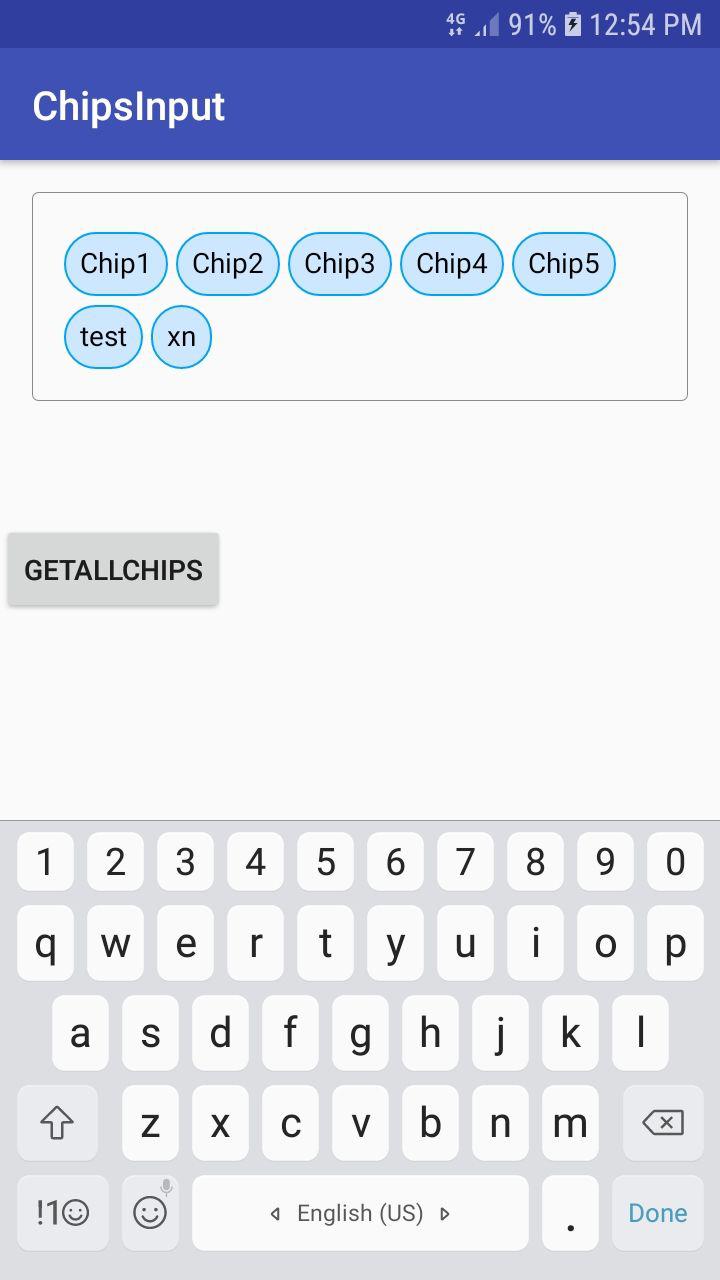 4G 91% 12:54 PM
ChipsInput
Chip1 Chip2 Chip3 Chip4 Chip5
test xn
GETALLCHIPS
1 2 3 4 5 6 7 8 9 0
q w e r t y u i o p
a s d f g h j k l
z x c v b n m
!1☺ English (US) . Done